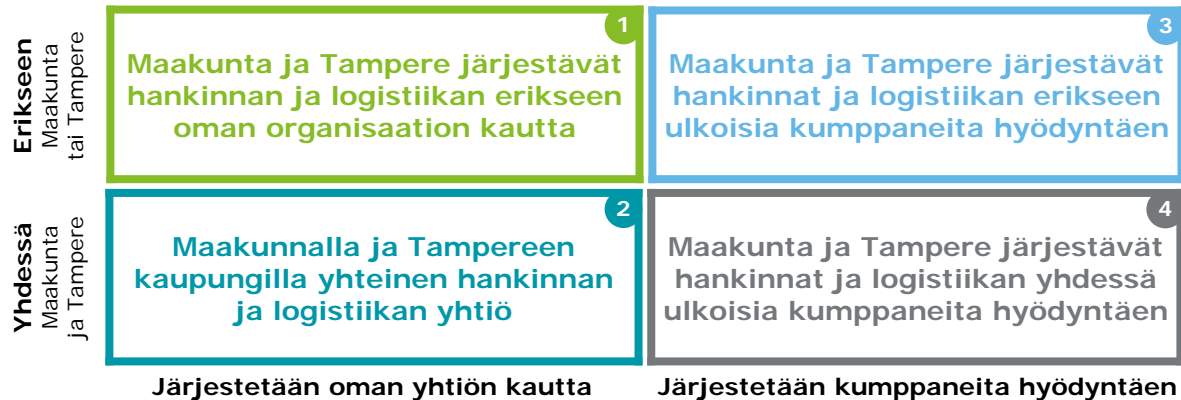 Erikseen
Maakunta
tai Tampere
1
Maakunta ja Tampere järjestävät
hankinnan ja logistiikan erikseen
oman organisaation kautta
3
Maakunta ja Tampere järjestävät
hankinnat ja logistiikan erikseen
ulkoisia kumppaneita hyödyntäen
Yhdessä
Maakunta
ja Tampere
2
Maakunnalla ja Tampereen
kaupungilla yhteinen hankinnan
ja logistiikan yhtiö
4
Maakunta ja Tampere järjestävät
hankinnat ja logistiikan yhdessä
ulkoisia kumppaneita hyödyntäen
Järjestetään oman yhtiön kautta
Järjestetään kumppaneita hyödyntäen